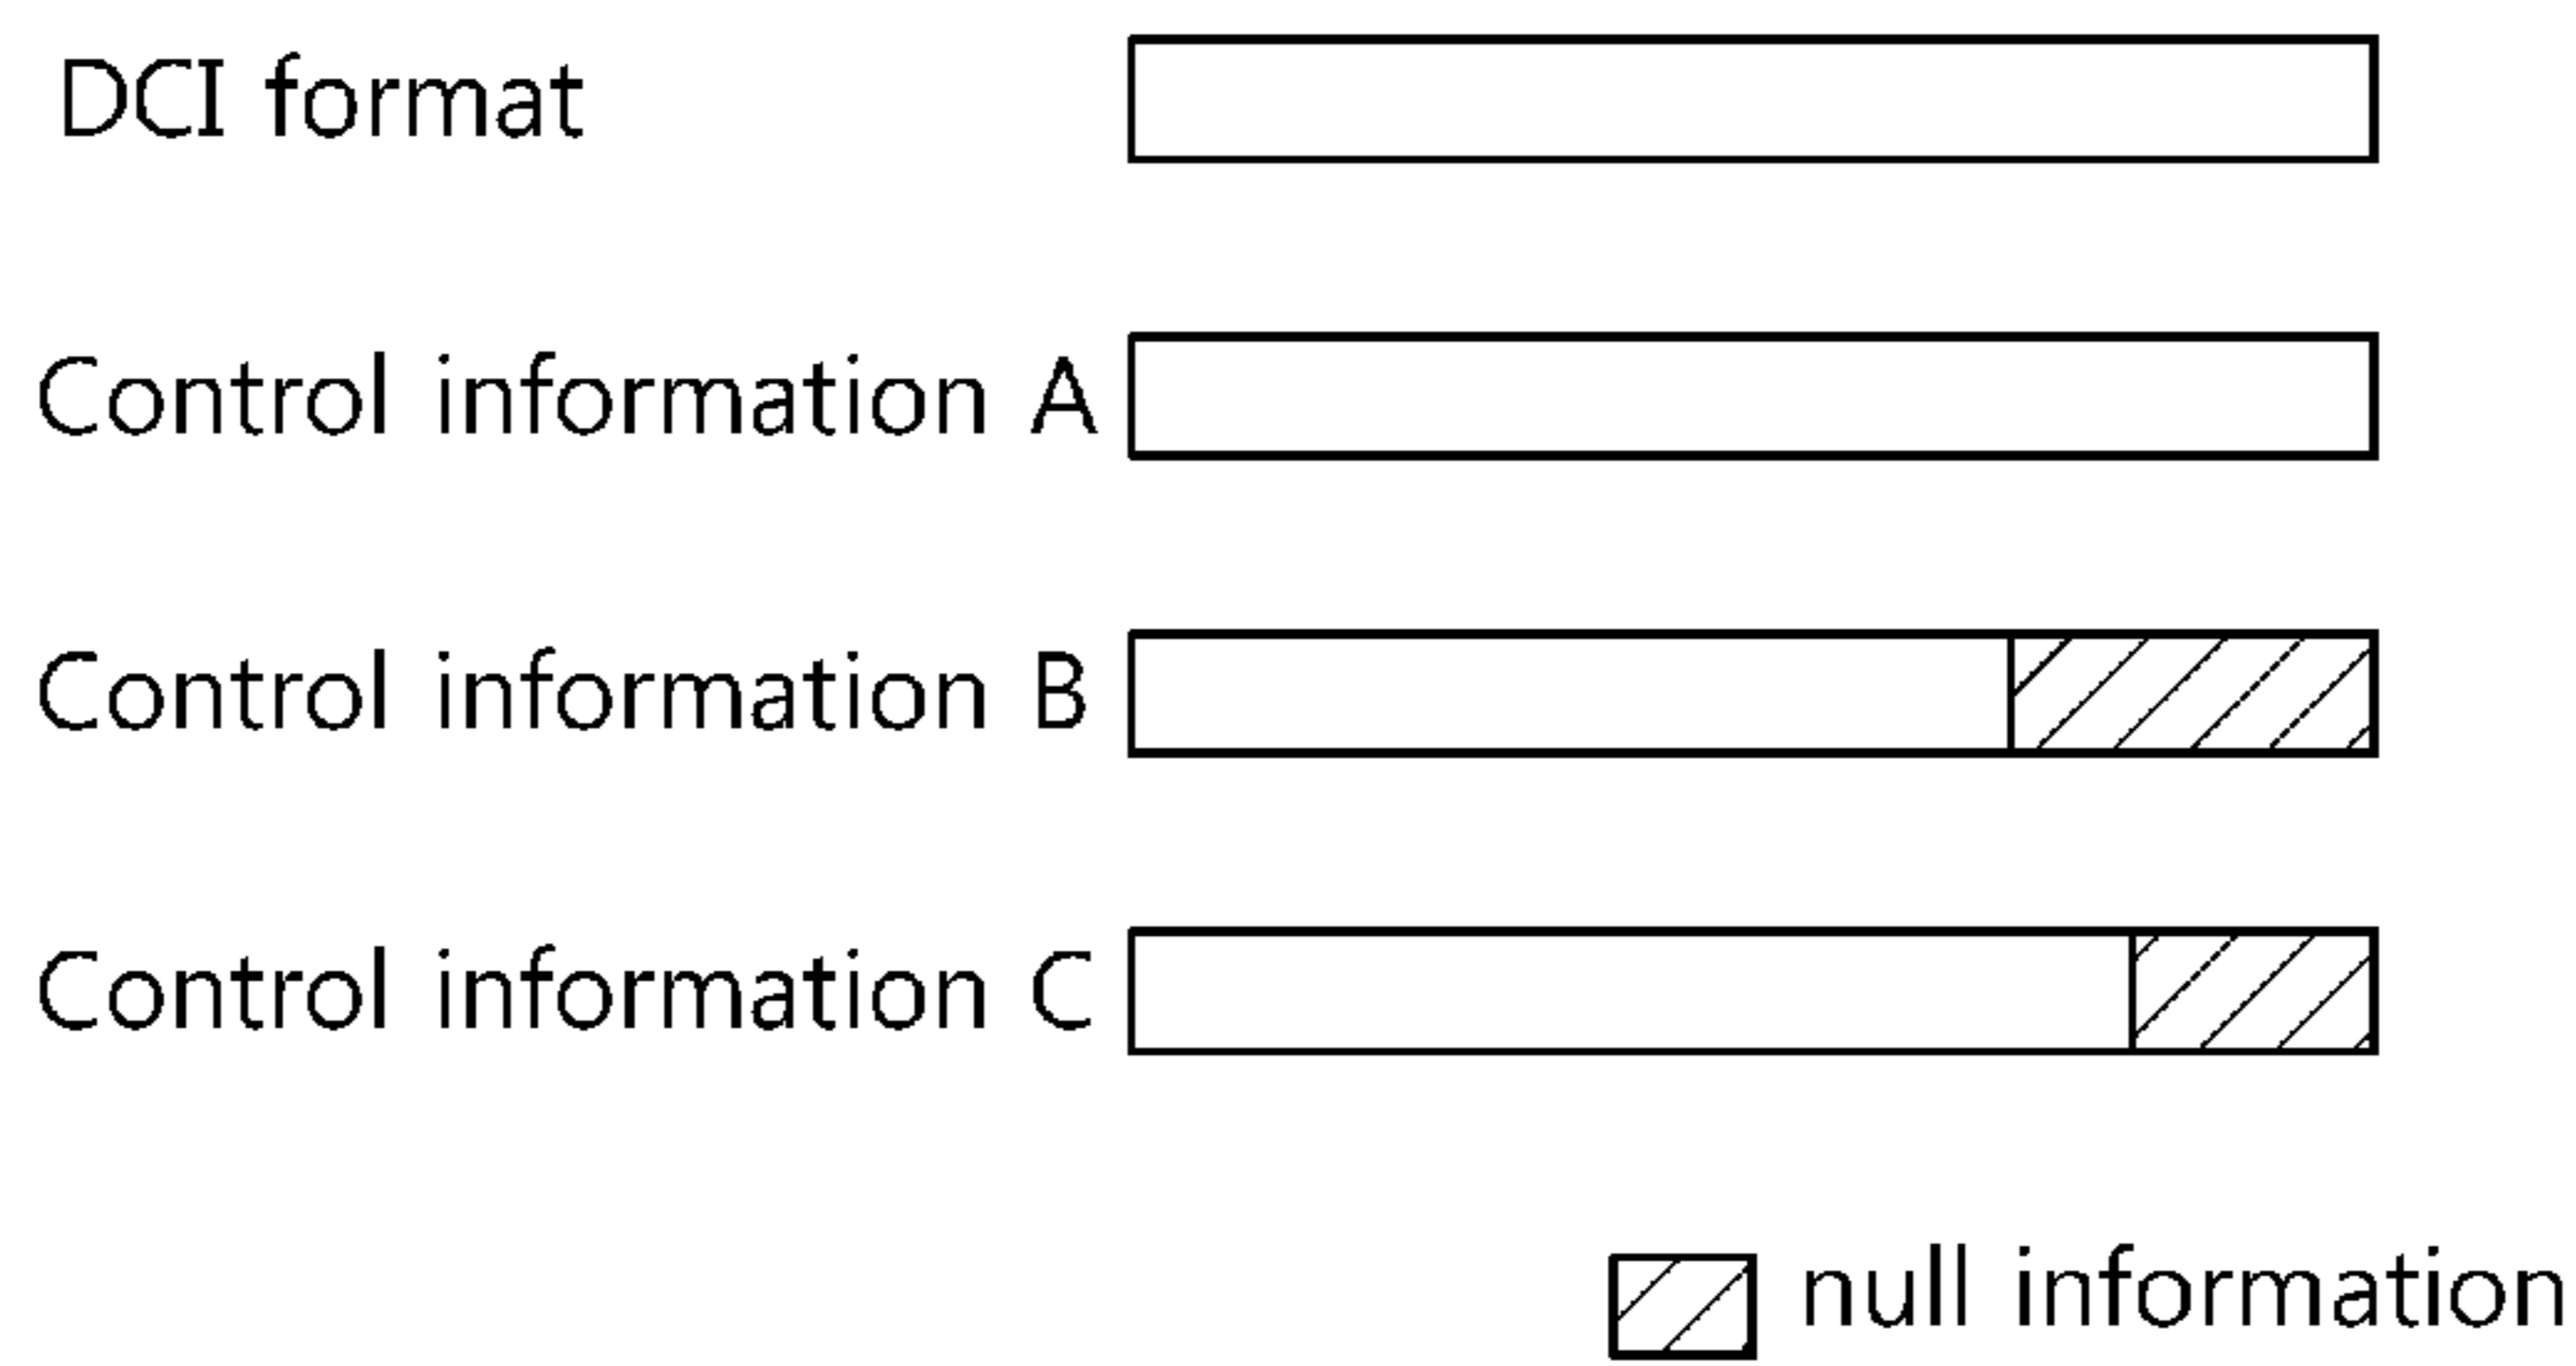 DCI format
Control information A
Control information B
Control information C
null information